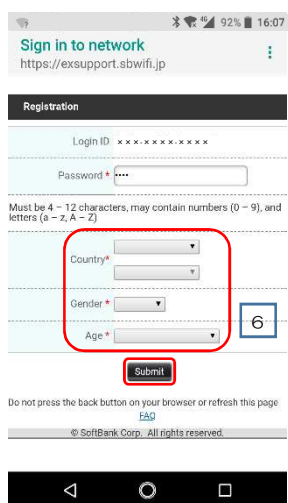 4G 92% 16:07
Sign in to network
https://exsupport.sbwifi.jp
Registration
Login ID ×××-××××-××××
Password * ••••
Must be 4 – 12 characters, may contain numbers (0 – 9), and
letters (a – z, A – Z)
Country*
Gender *
6
Age *
Submit
Do not press the back button on your browser or refresh this page
FAQ
© SoftBank Corp. All rights reserved.